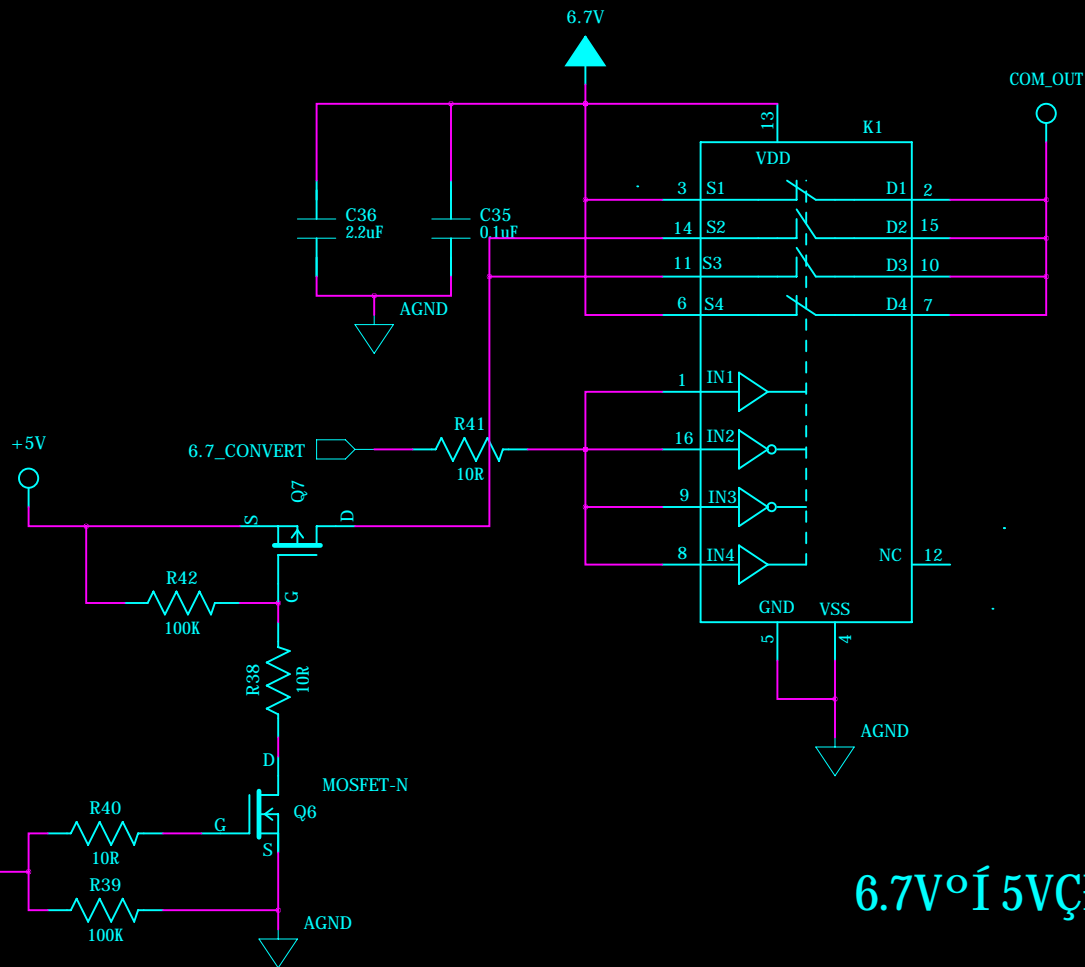 6.7V
COM_OUT
13
K1
VDD
3 S1 D1 2
C36
2.2uF
C35
0.1uF
14 S2 D2 15
11 S3 D3 10
AGND
6 S4 D4 7
1 IN1
R41
10R
+5V
6.7_CONVERT
16 IN2
Q7
S
D
9 IN3
8 IN4
NC 12
R42
100K
G
GND
VSS
5
4
R38
10R
AGND
D
MOSFET-N
Q6
R40
10R
G
S
R39
100K
AGND
6.7VºÍ 5VÇ